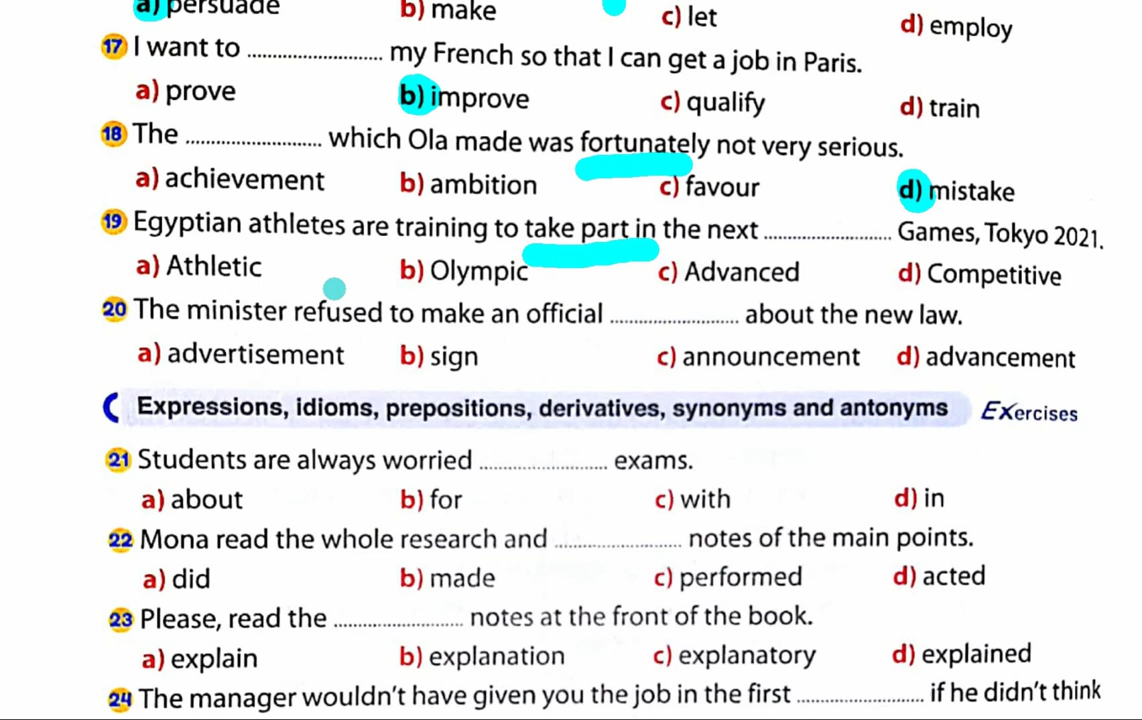 a) persuade b) make c) let d) employ
17 I want to ............................ my French so that I can get a job in Paris.
a) prove b) improve c) qualify d) train
18 The ............................ which Ola made was fortunately not very serious.
a) achievement b) ambition c) favour d) mistake
19 Egyptian athletes are training to take part in the next ............................ Games, Tokyo 2021.
a) Athletic b) Olympic c) Advanced d) Competitive
20 The minister refused to make an official ............................ about the new law.
a) advertisement b) sign c) announcement d) advancement
Expressions, idioms, prepositions, derivatives, synonyms and antonyms Exercises
21 Students are always worried ............................ exams.
a) about b) for c) with d) in
22 Mona read the whole research and ............................ notes of the main points.
a) did b) made c) performed d) acted
23 Please, read the ............................ notes at the front of the book.
a) explain b) explanation c) explanatory d) explained
24 The manager wouldn't have given you the job in the first ............................ if he didn't think